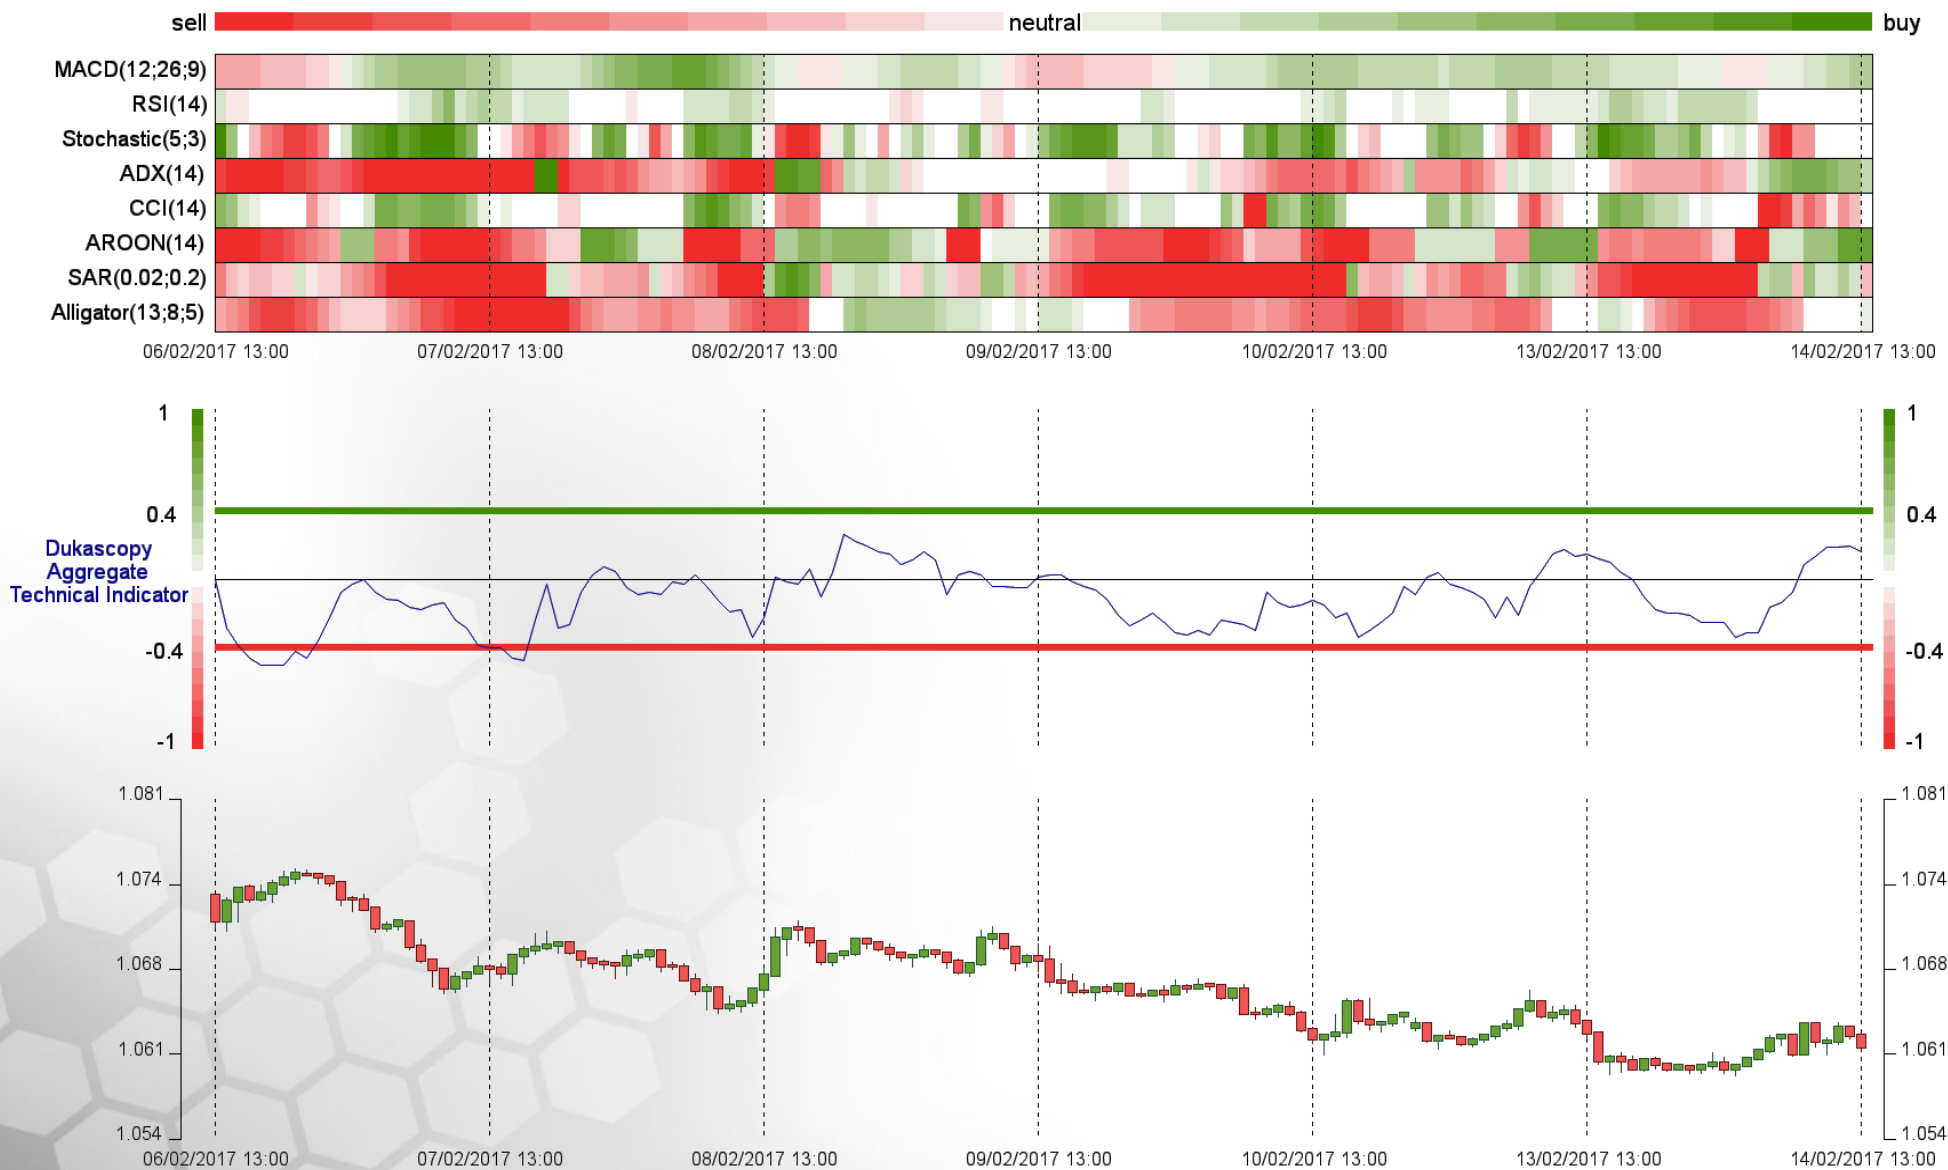 sell neutral buy
MACD(12;26;9)
RSI(14)
Stochastic(5;3)
ADX(14)
CCI(14)
AROON(14)
SAR(0.02;0.2)
Alligator(13;8;5)
06/02/2017 13:00 07/02/2017 13:00 08/02/2017 13:00 09/02/2017 13:00 10/02/2017 13:00 13/02/2017 13:00 14/02/2017 13:00
1 1
0.4 0.4
Dukascopy
Aggregate
Technical Indicator
-0.4 -0.4
-1 -1
1.081 1.081
1.074 1.074
1.068 1.068
1.061 1.061
1.054 1.054
06/02/2017 13:00 07/02/2017 13:00 08/02/2017 13:00 09/02/2017 13:00 10/02/2017 13:00 13/02/2017 13:00 14/02/2017 13:00